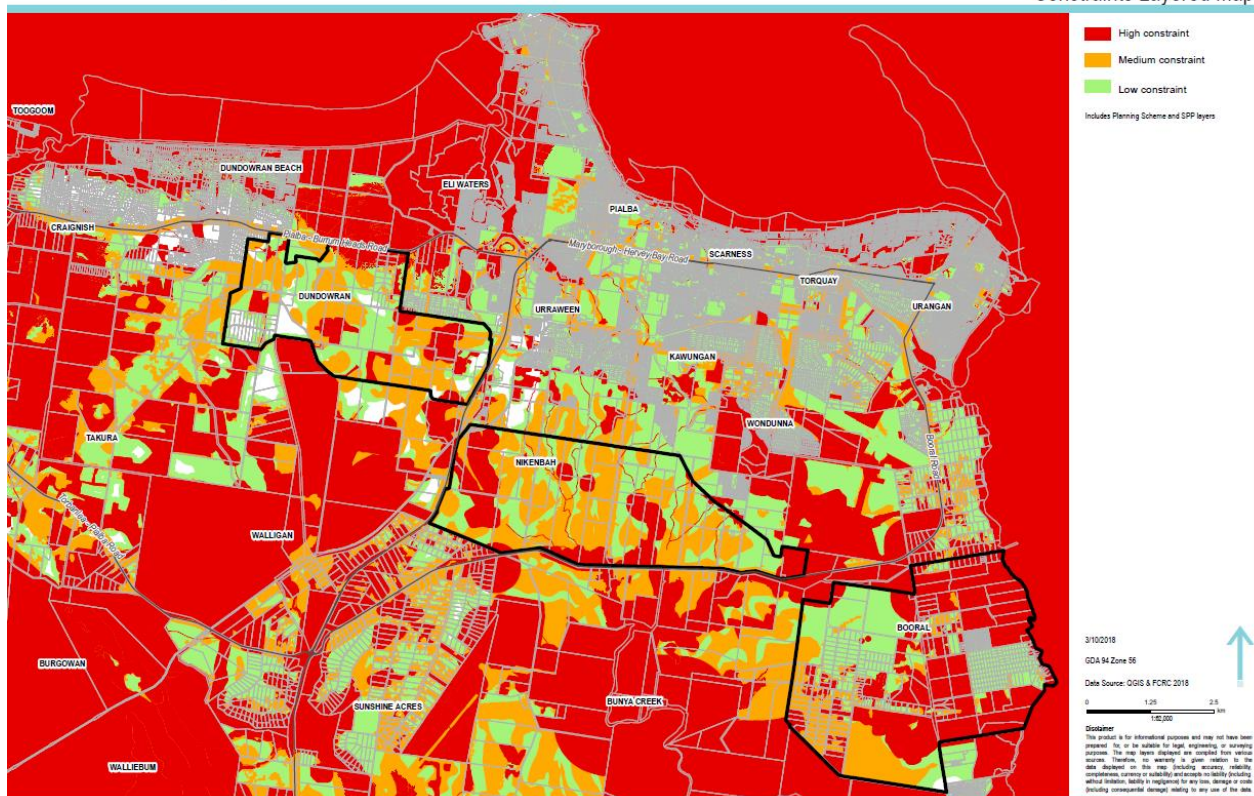 Constraints Layered Map
High constraint
Medium constraint
Low constraint
Includes Planning Scheme and SPP layers
TOOGOOM
DUNDOWRAN BEACH
ELI WATERS
PIALBA
CRAIGNISH
Pialba - Burrum Heads Road
Maryborough - Hervey Bay Road
SCARNESS
TORQUAY
DUNDOWRAN
URRAWEEN
URANGAN
KAWUNGAN
WONDUNNA
TAKURA
NIKENBAH
Booral Road
WALLIGAN
Torbanlea - Pialba Road
BOORAL
BURGOWAN
SUNSHINE ACRES
BUNYA CREEK
WALLIEBUM
3/10/2018
GDA 94 Zone 56
Data Source: QGIS & FCRC 2018
0 1.25 2.5
km
1:52,000
Disclaimer
This product is for informational purposes and may not have been
prepared for, or be suitable for legal, engineering, or surveying
purposes. The map layers displayed are compiled from various
sources. Therefore, no warranty is given relation to the
data displayed on this map (including accuracy, reliability,
completeness, currency or suitability) and accepts no liability (including
without limitation, liability in negligence) for any loss, damage or costs
(including consequential damage) relating to any use of the data